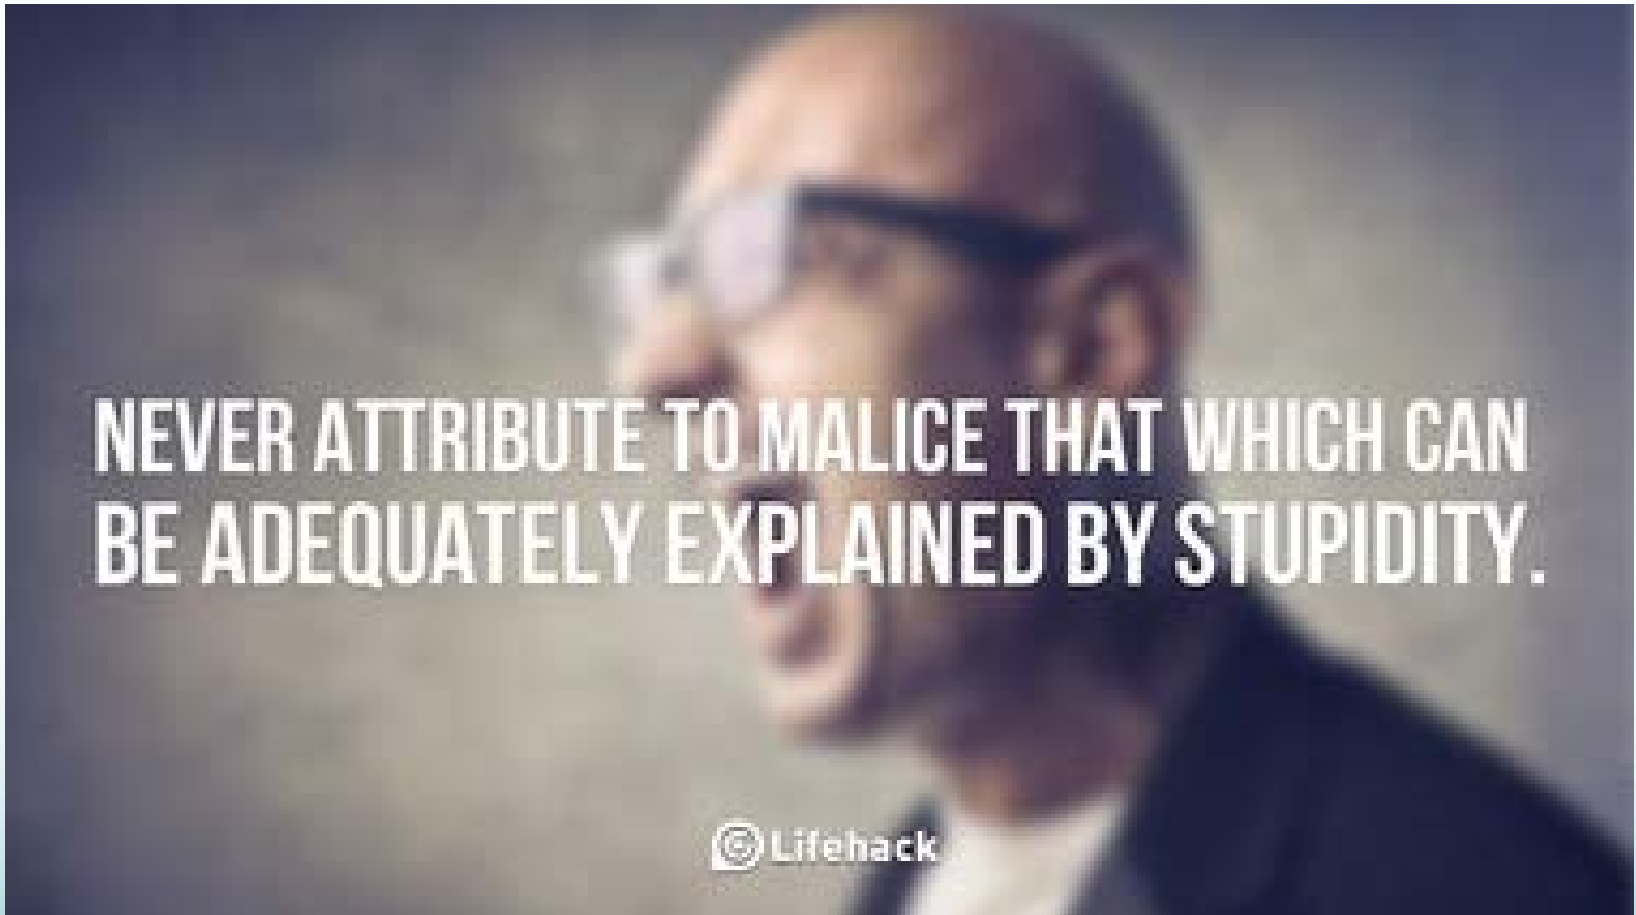 NEVER ATTRIBUTE TO MALICE THAT WHICH CAN
BE ADEQUATELY EXPLAINED BY STUPIDITY.
Lifehack